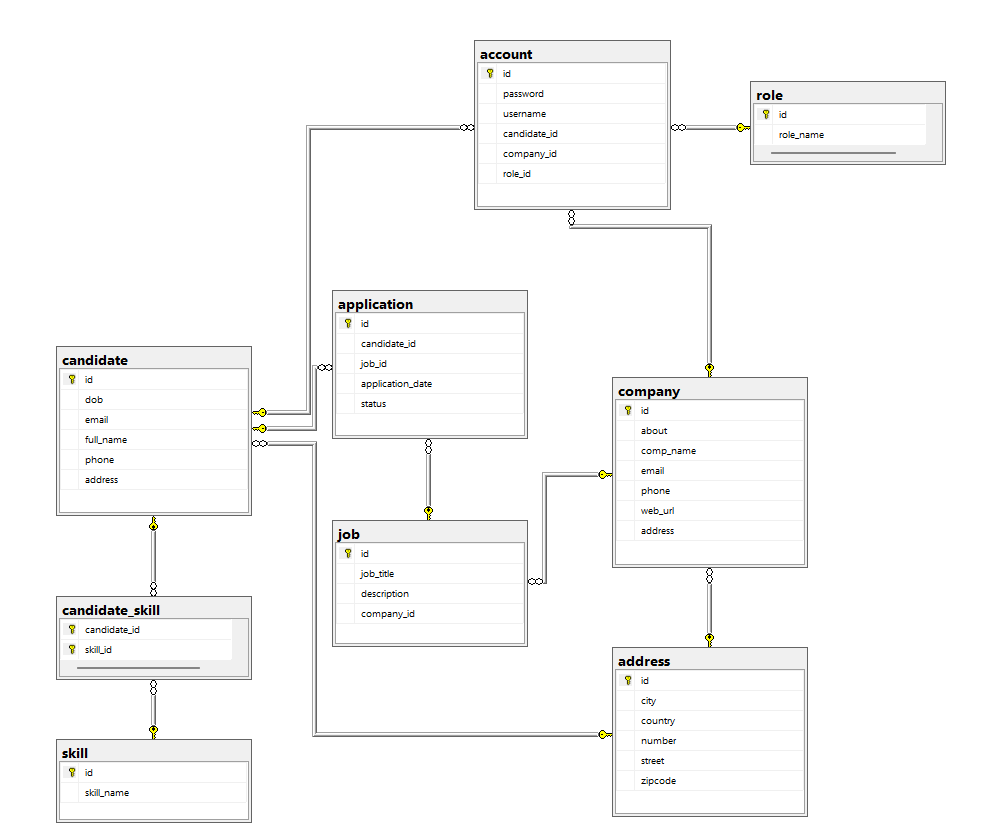 account
id
password
username
candidate_id
company_id
role_id
role
id
role_name
application
id
candidate_id
job_id
application_date
status
candidate
id
dob
email
full_name
phone
address
company
id
about
comp_name
email
phone
web_url
address
job
id
job_title
description
company_id
candidate_skill
candidate_id
skill_id
address
id
city
country
number
street
zipcode
skill
id
skill_name